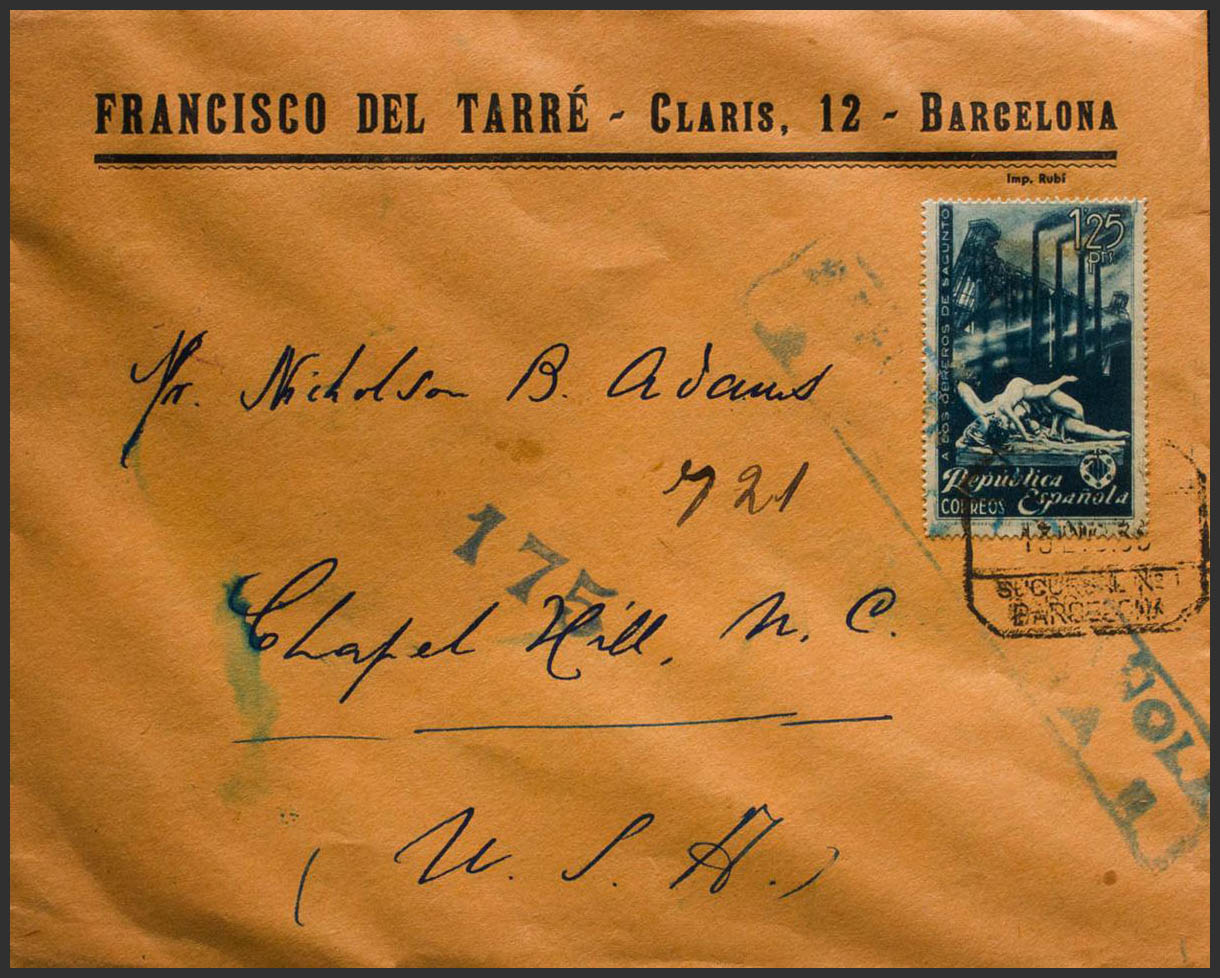 FRANCISCO DEL TARRÉ - CLARIS, 12 - BARCELONA
Imp. Rubí
1'25
Pts
A LOS OBREROS DE SAGUNTO
República
Española
CORREOS
Mr. Nicholson B. Adams
721
175
SUCURSAL Nº 1
BARCELONA
Chapel Hill, N. C.
(U. S. A.)